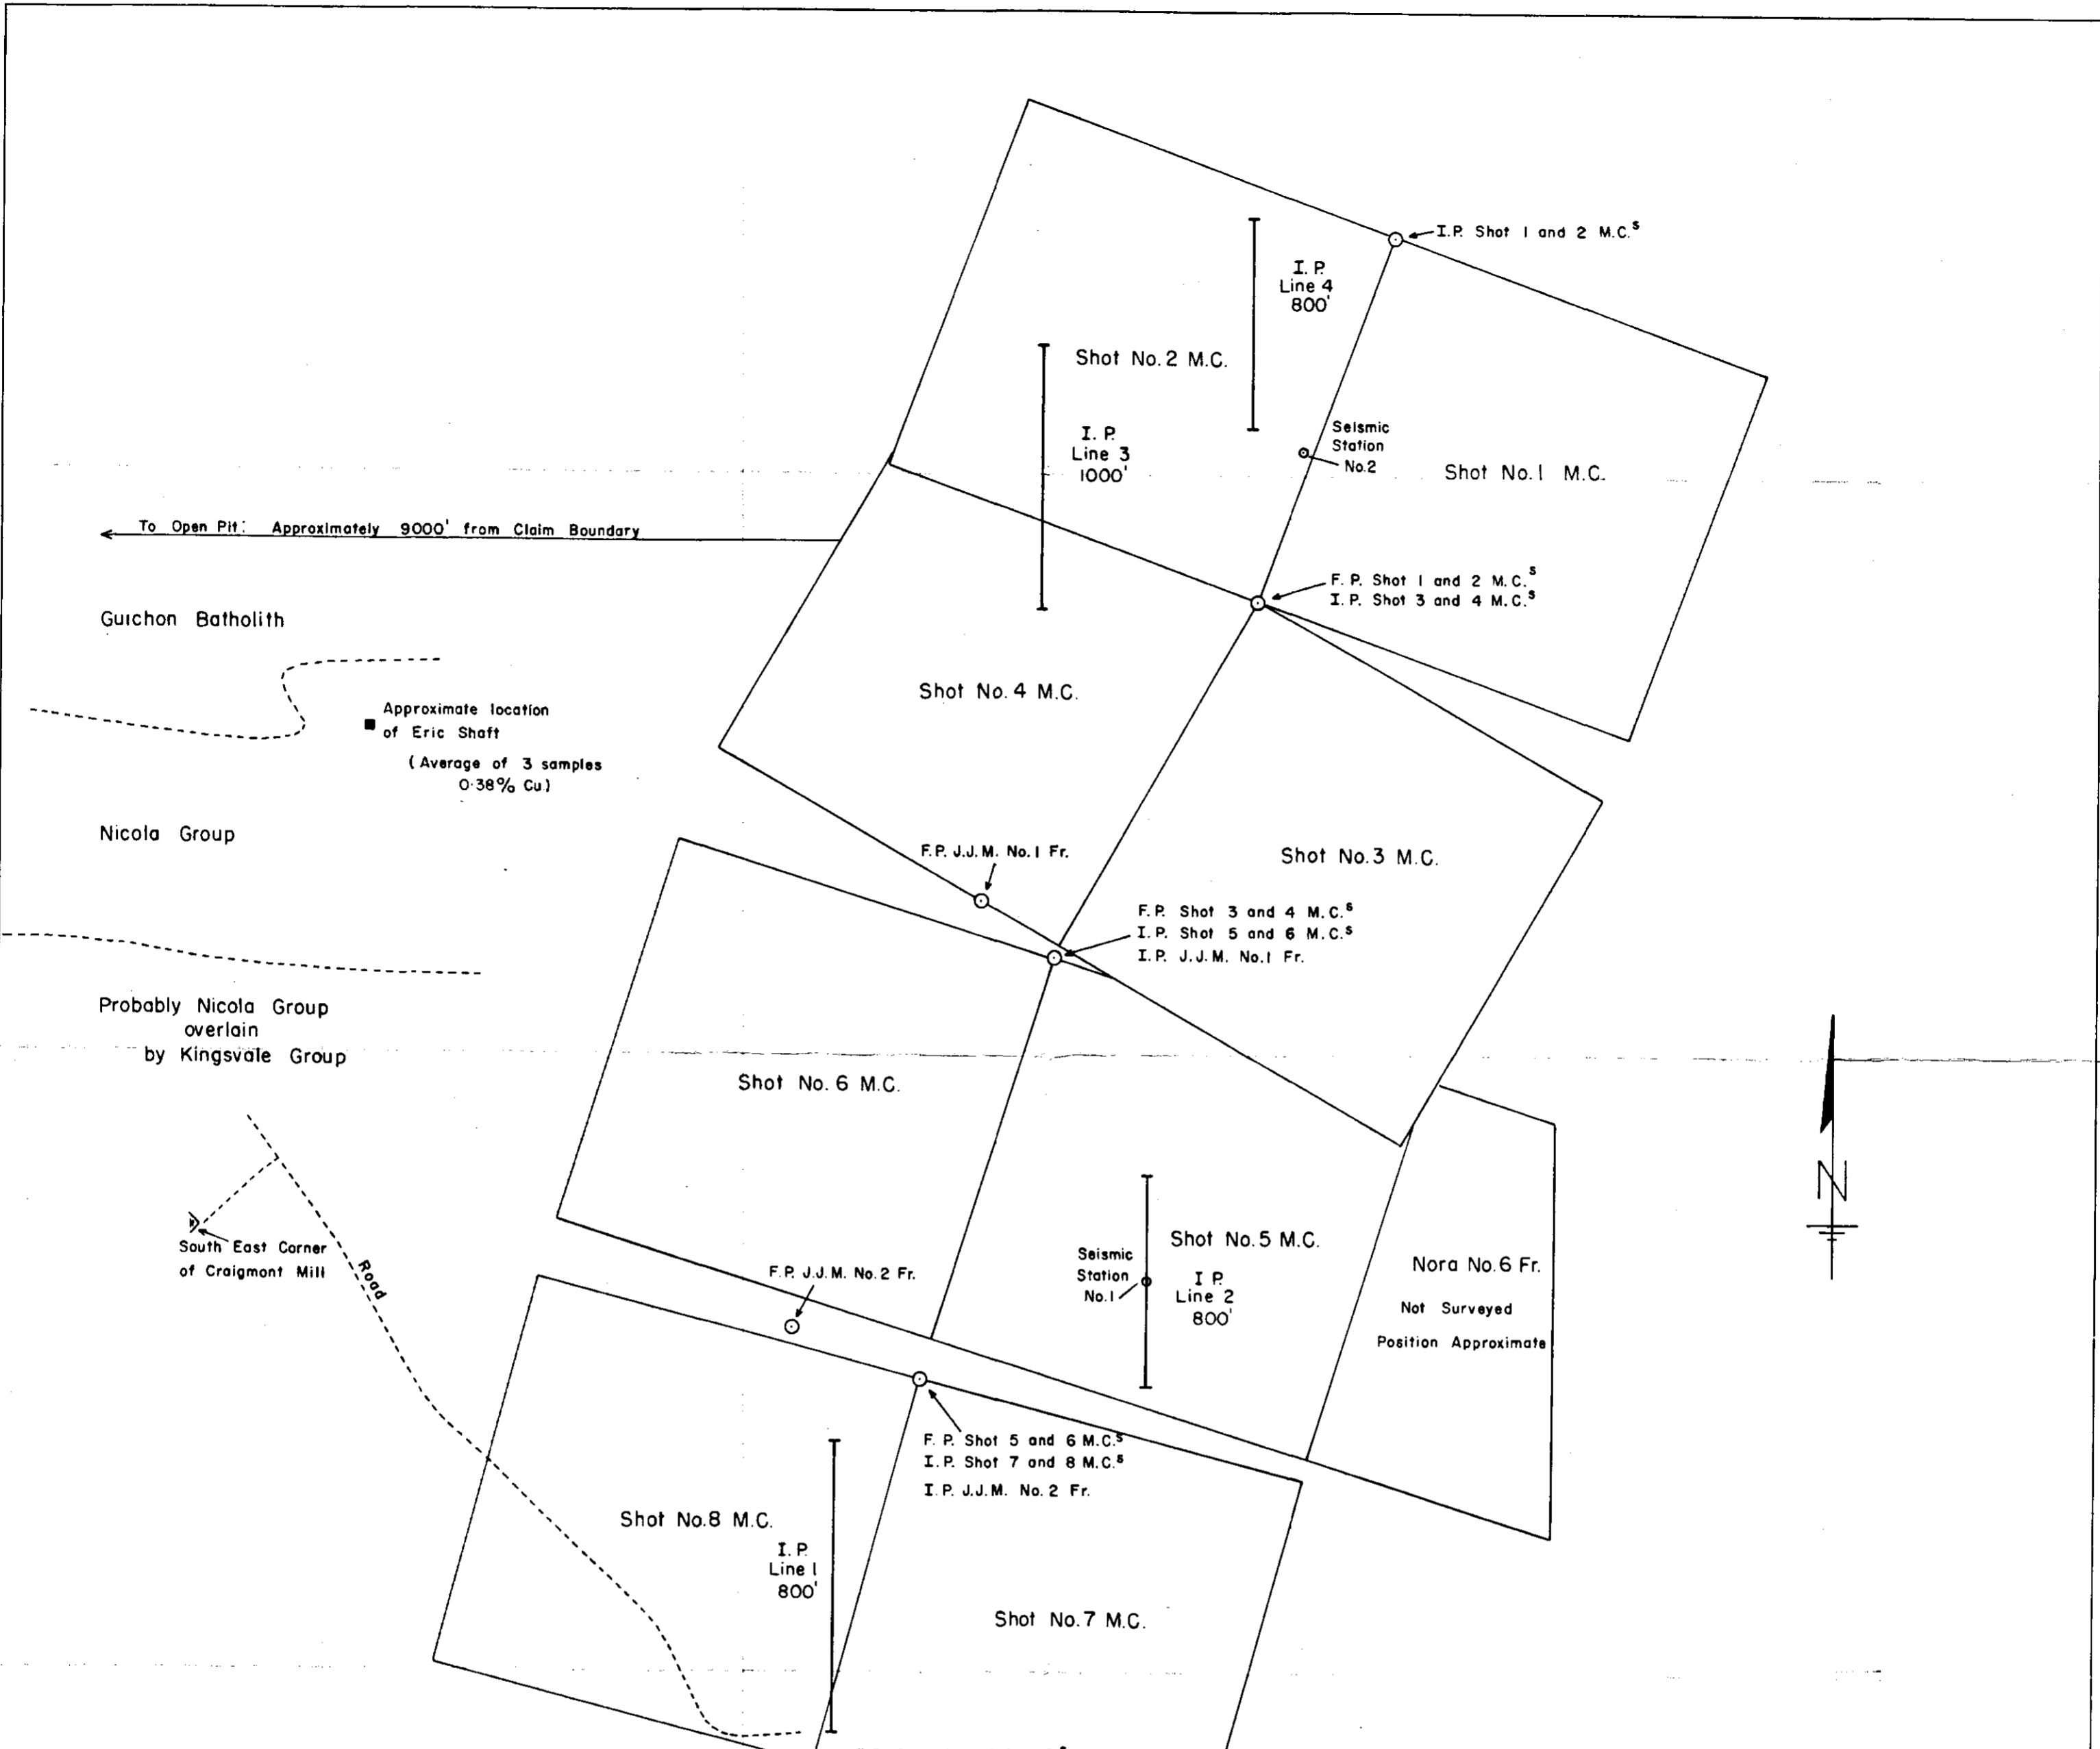 I.P. Shot 1 and 2 M.C.s
I. P.
Line 4
800'
Shot No. 2 M.C.
Seismic
Station
No.2
I. P.
Line 3
1000'
Shot No.1 M.C.
To Open Pit: Approximately 9000' from Claim Boundary
F. P. Shot 1 and 2 M.C.s
I. P. Shot 3 and 4 M.C.s
Guichon Batholith
Shot No. 4 M.C.
Approximate location
of Eric Shaft
(Average of 3 samples
0.38% Cu.)
Nicola Group
F.P. J.J.M. No.1 Fr.
Shot No.3 M.C.
F.P. Shot 3 and 4 M.C.s
I.P. Shot 5 and 6 M.C.s
I.P. J.J.M. No.1 Fr.
Probably Nicola Group
overlain
by Kingsvale Group
Shot No. 6 M.C.
N
South East Corner
of Craigmont Mill
Road
Shot No. 5 M.C.
Seismic
Station
No.1
I P.
Line 2
800'
Nora No.6 Fr.
Not Surveyed
Position Approximate
F.P. J.J.M. No.2 Fr.
F. P. Shot 5 and 6 M.C.s
I.P. Shot 7 and 8 M.C.s
I.P. J.J.M. No. 2 Fr.
Shot No.8 M.C.
I. P.
Line 1
800'
Shot No.7 M.C.